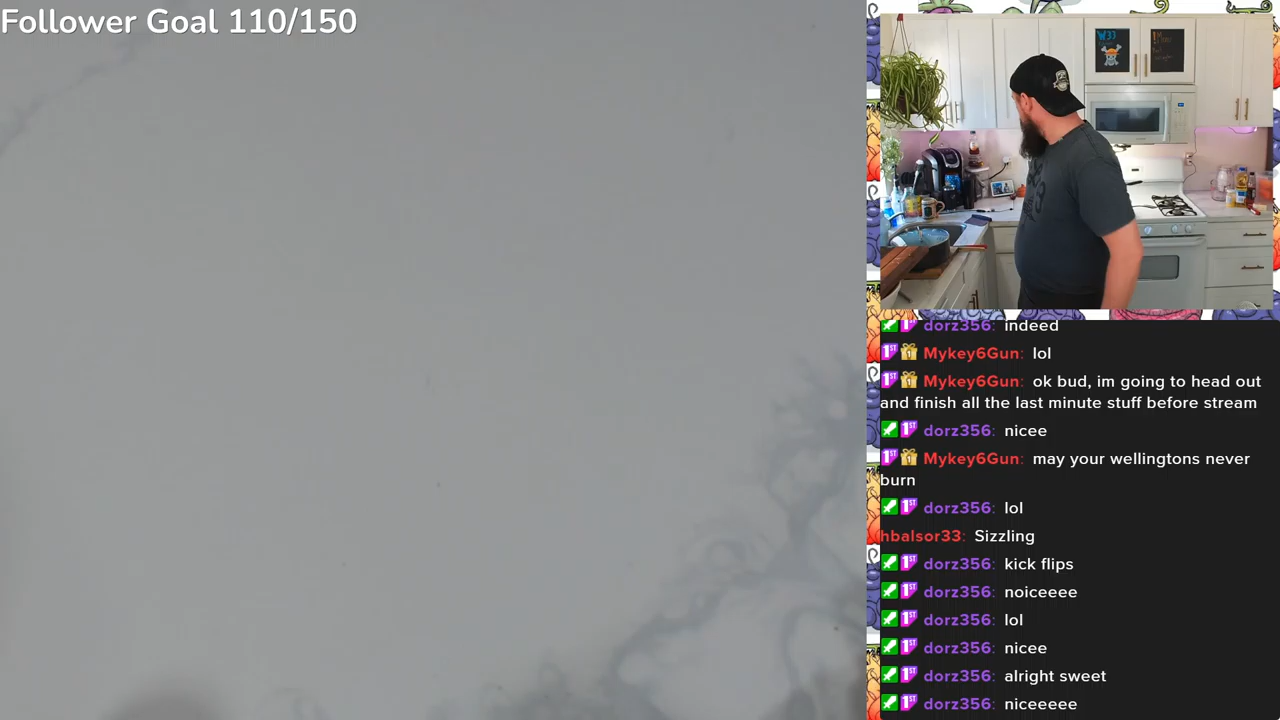 Follower Goal 110/150
W33
dorz356: indeed
Mykey6Gun: lol
Mykey6Gun: ok bud, im going to head out
and finish all the last minute stuff before stream
dorz356: nicee
Mykey6Gun: may your wellingtons never
burn
dorz356: lol
hbalsor33: Sizzling
dorz356: kick flips
dorz356: noiceeee
dorz356: lol
dorz356: nicee
dorz356: alright sweet
dorz356: niceeeee